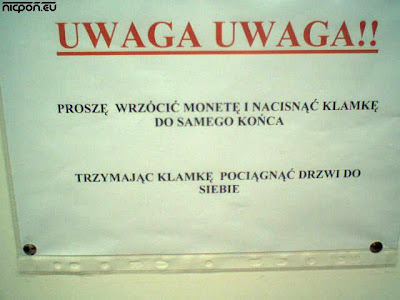 nicpon.eu
UWAGA UWAGA!!
PROSZĘ WRZÓCIĆ MONETĘ I NACISNĄĆ KLAMKĘ
DO SAMEGO KOŃCA
TRZYMAJĄC KLAMKĘ POCIĄGNĄĆ DRZWI DO
SIEBIE